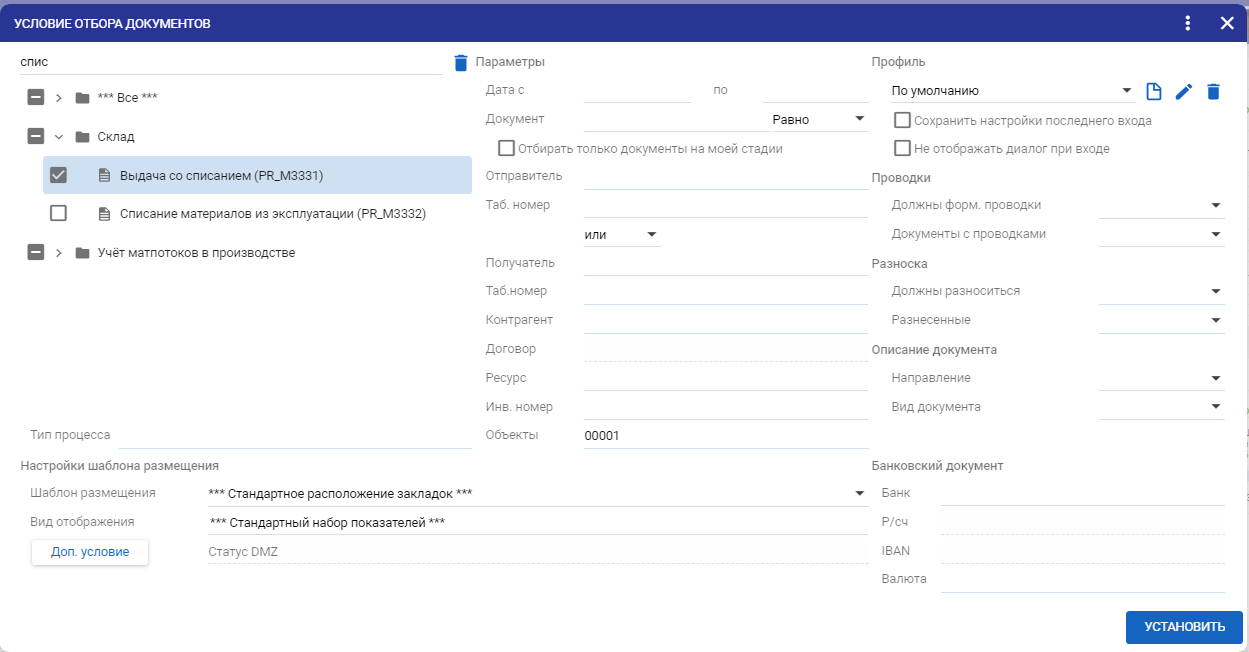 УСЛОВИЕ ОТБОРА ДОКУМЕНТОВ
спис
*** Все ***
Склад
Выдача со списанием (PR_M3331)
Списание материалов из эксплуатации (PR_M3332)
Учёт матпотоков в производстве
Тип процесса
Параметры
Дата с по
Документ Равно
Отбирать только документы на моей стадии
Отправитель
Таб. номер
или
Получатель
Таб.номер
Контрагент
Договор
Ресурс
Инв. номер
Объекты 00001
Профиль
По умолчанию
Сохранить настройки последнего входа
Не отображать диалог при входе
Проводки
Должны форм. проводки
Документы с проводками
Разноска
Должны разноситься
Разнесенные
Описание документа
Направление
Вид документа
Настройки шаблона размещения
Шаблон размещения *** Стандартное расположение закладок ***
Вид отображения *** Стандартный набор показателей ***
Доп. условие Статус DMZ
Банковский документ
Банк
Р/сч
IBAN
Валюта
УСТАНОВИТЬ